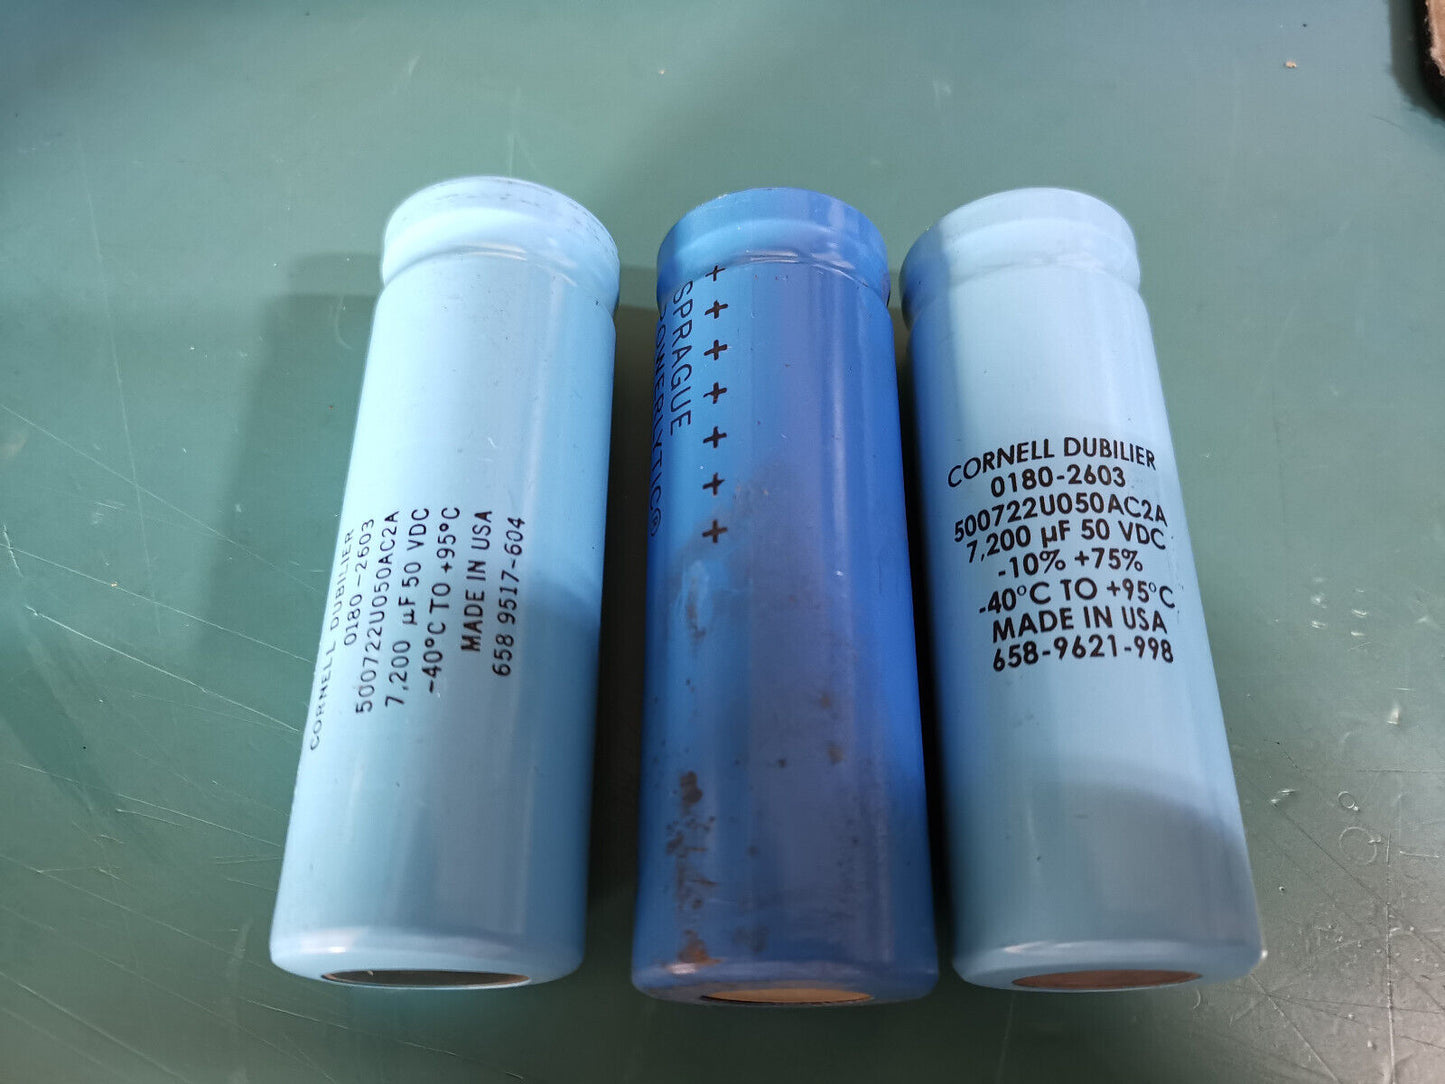 CORNELL DUBILIER
0180-2603
500722U050AC2A
7,200 µF 50 VDC
-40°C TO +95°C
MADE IN USA
658 9517-604
+ + + + + + +
SPRAGUE
POWERLYTIC®
CORNELL DUBILIER
0180-2603
500722U050AC2A
7,200 µF 50 VDC
-10% +75%
-40°C TO +95°C
MADE IN USA
658-9621-998